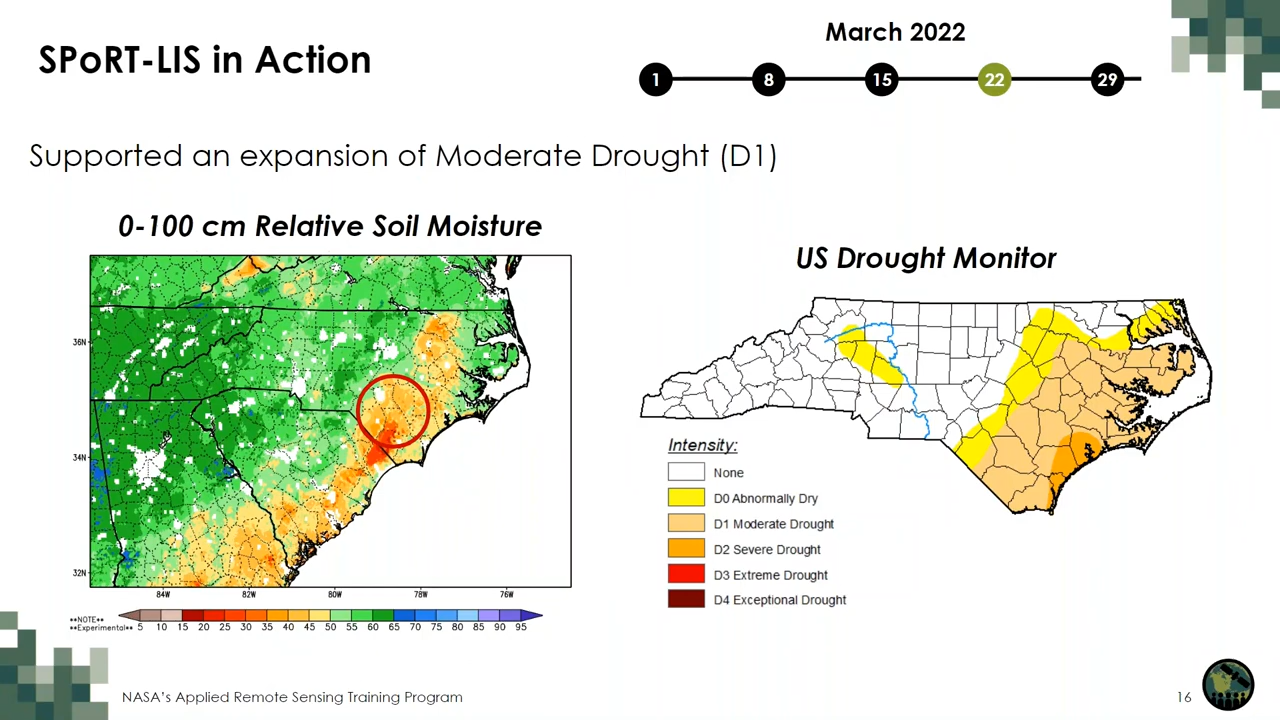 SPoRT-LIS in Action
March 2022
1 8 15 22 29
Supported an expansion of Moderate Drought (D1)
0-100 cm Relative Soil Moisture
US Drought Monitor
36N
34N
32N
84W 82W 80W 78W 76W
**NOTE**
**Experimental**
5 10 15 20 25 30 35 40 45 50 55 60 65 70 75 80 85 90 95
Intensity:
None
D0 Abnormally Dry
D1 Moderate Drought
D2 Severe Drought
D3 Extreme Drought
D4 Exceptional Drought
NASA's Applied Remote Sensing Training Program
16